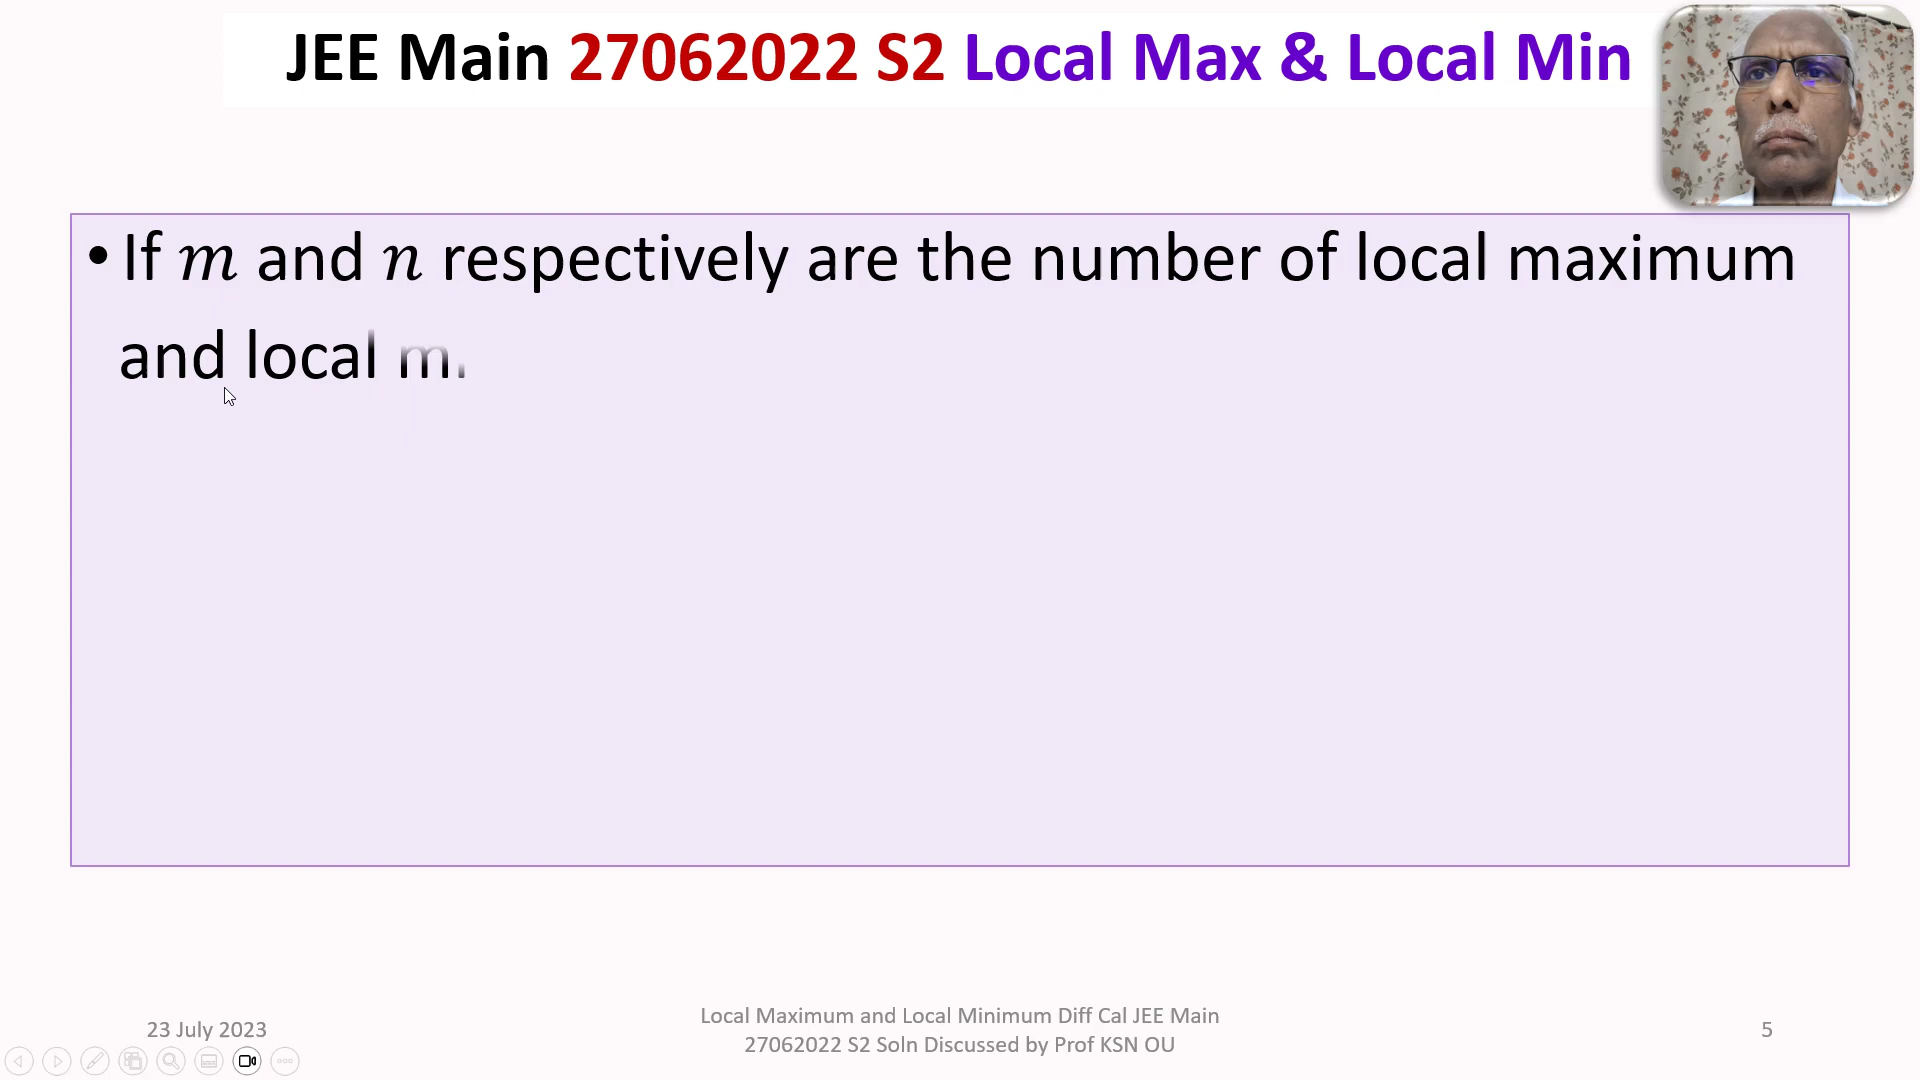 JEE Main 27062022 S2 Local Max & Local Min
• If m and n respectively are the number of local maximum
and local m
23 July 2023
Local Maximum and Local Minimum Diff Cal JEE Main
27062022 S2 Soln Discussed by Prof KSN OU
5